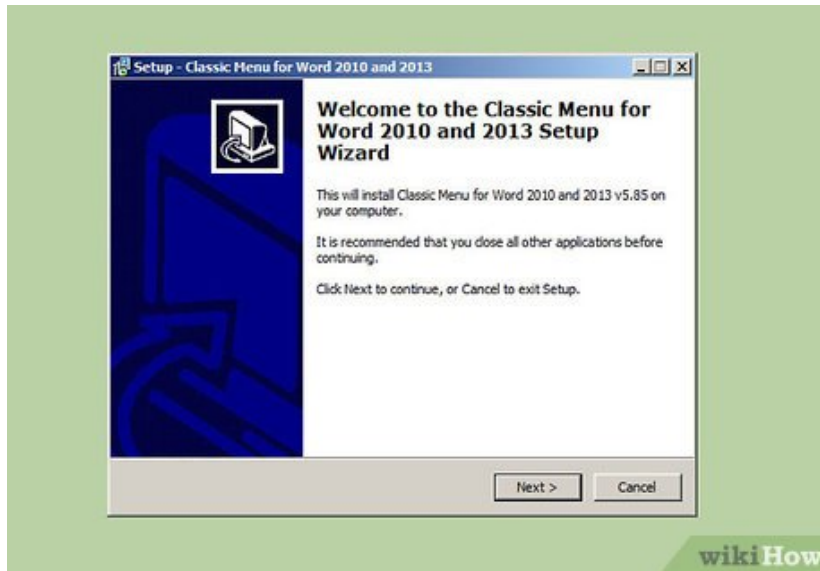 Setup - Classic Menu for Word 2010 and 2013
Welcome to the Classic Menu for
Word 2010 and 2013 Setup
Wizard
This will install Classic Menu for Word 2010 and 2013 v5.85 on
your computer.
It is recommended that you close all other applications before
continuing.
Click Next to continue, or Cancel to exit Setup.
Next >
Cancel
wikiHow